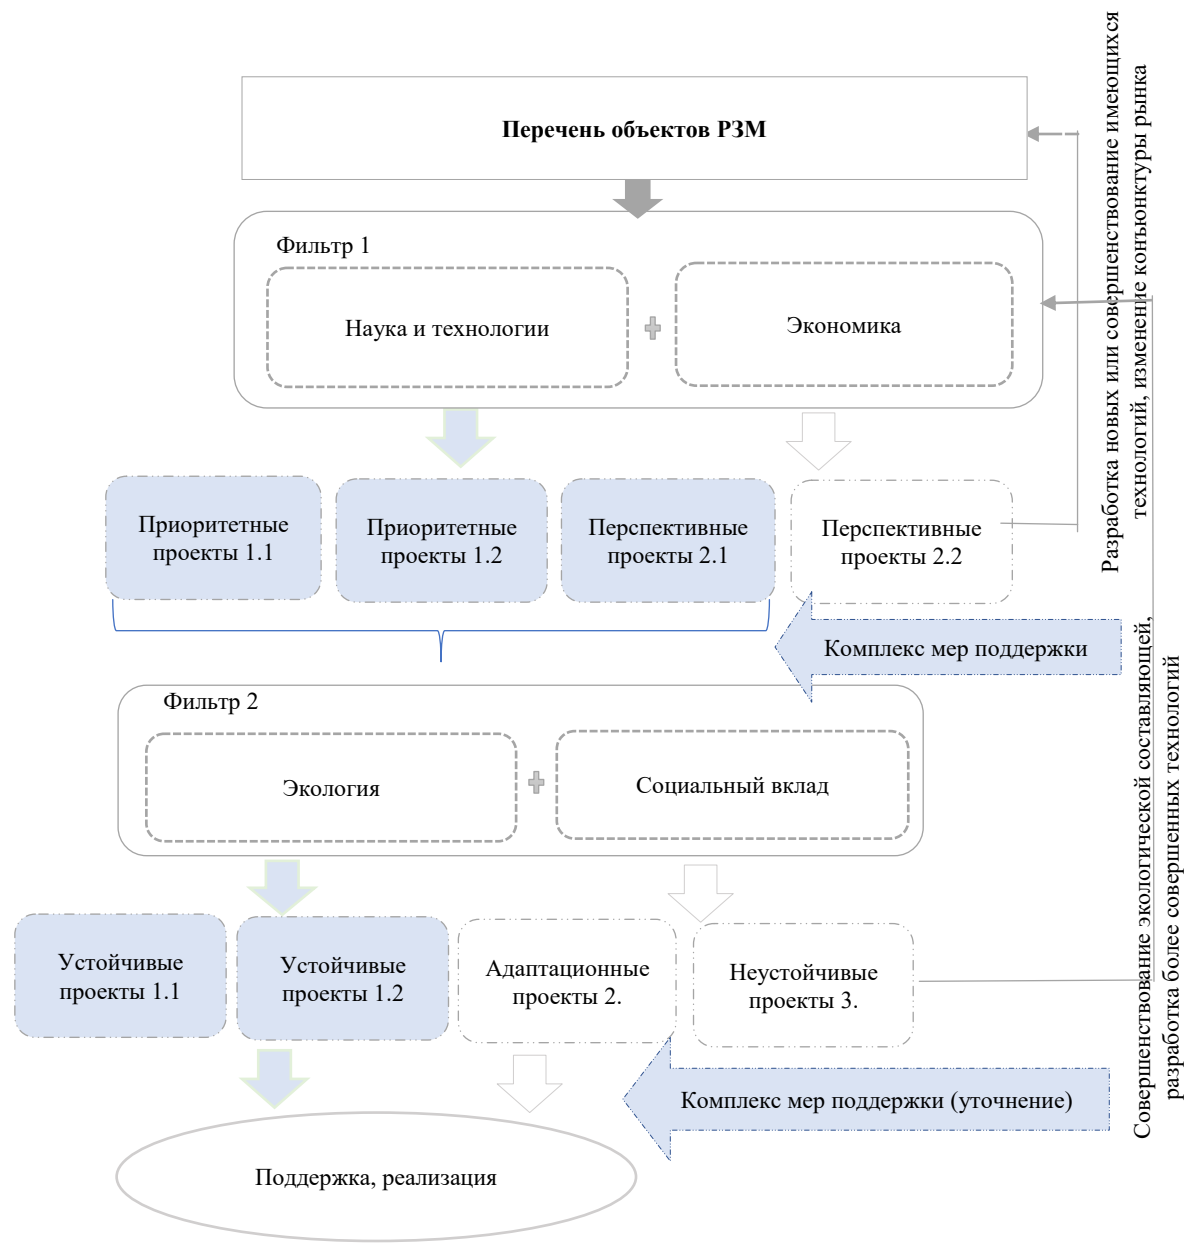 Перечень объектов РЗМ
Разработка новых или совершенствование имеющихся
технологий, изменение конъюнктуры рынка
Фильтр 1
Наука и технологии
Экономика
Приоритетные
проекты 1.1
Приоритетные
проекты 1.2
Перспективные
проекты 2.1
Перспективные
проекты 2.2
Комплекс мер поддержки
Фильтр 2
Экология
Социальный вклад
Совершенствование экологической составляющей,
разработка более совершенных технологий
Устойчивые
проекты 1.1
Устойчивые
проекты 1.2
Адаптационные
проекты 2.
Неустойчивые
проекты 3.
Комплекс мер поддержки (уточнение)
Поддержка, реализация